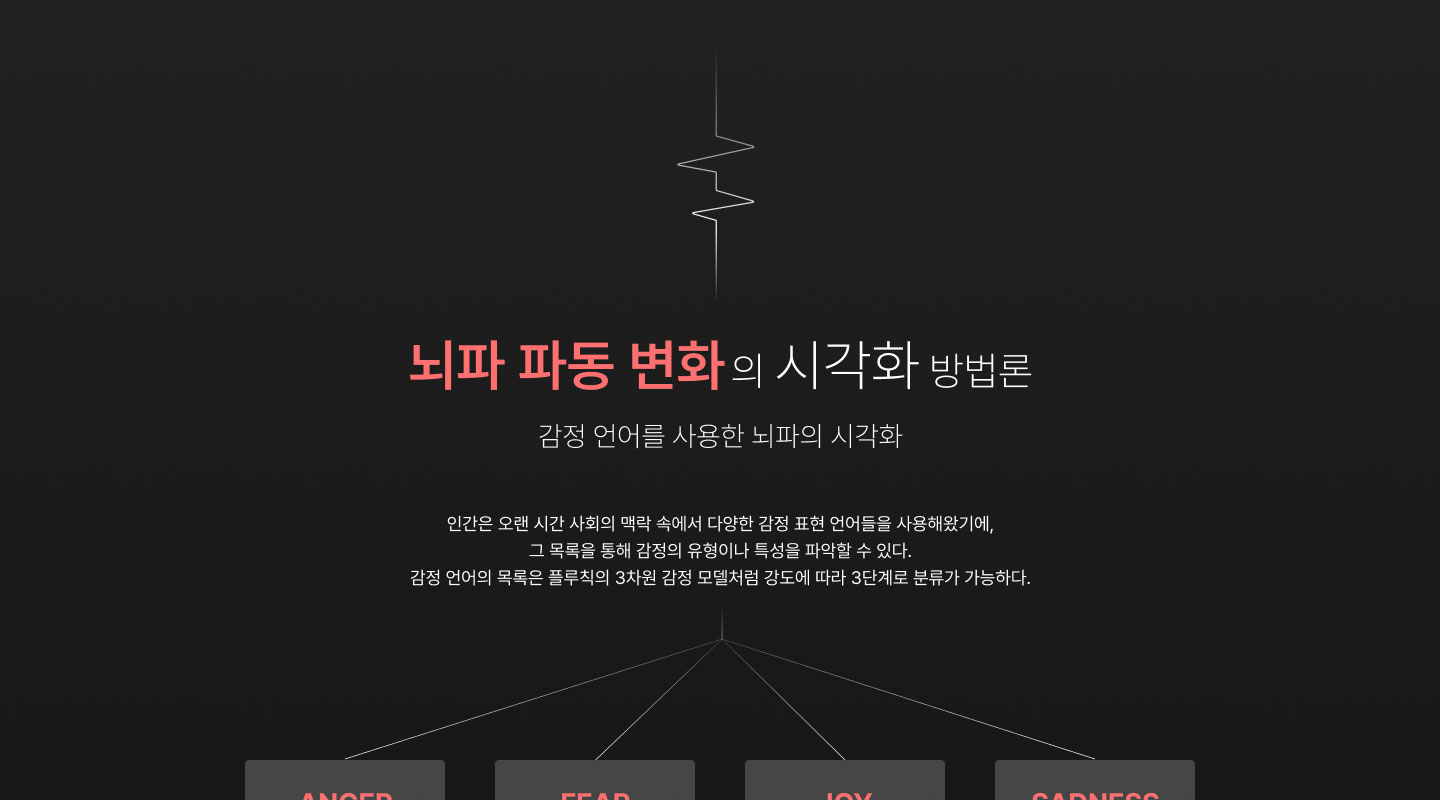 뇌파 파동 변화의 시각화 방법론
감정 언어를 사용한 뇌파의 시각화
인간은 오랜 시간 사회의 맥락 속에서 다양한 감정 표현 언어들을 사용해왔기에,
그 목록을 통해 감정의 유형이나 특성을 파악할 수 있다.
감정 언어의 목록은 플루칙의 3차원 감정 모델처럼 강도에 따라 3단계로 분류가 가능하다.
ANGER FEAR JOY SADNESS